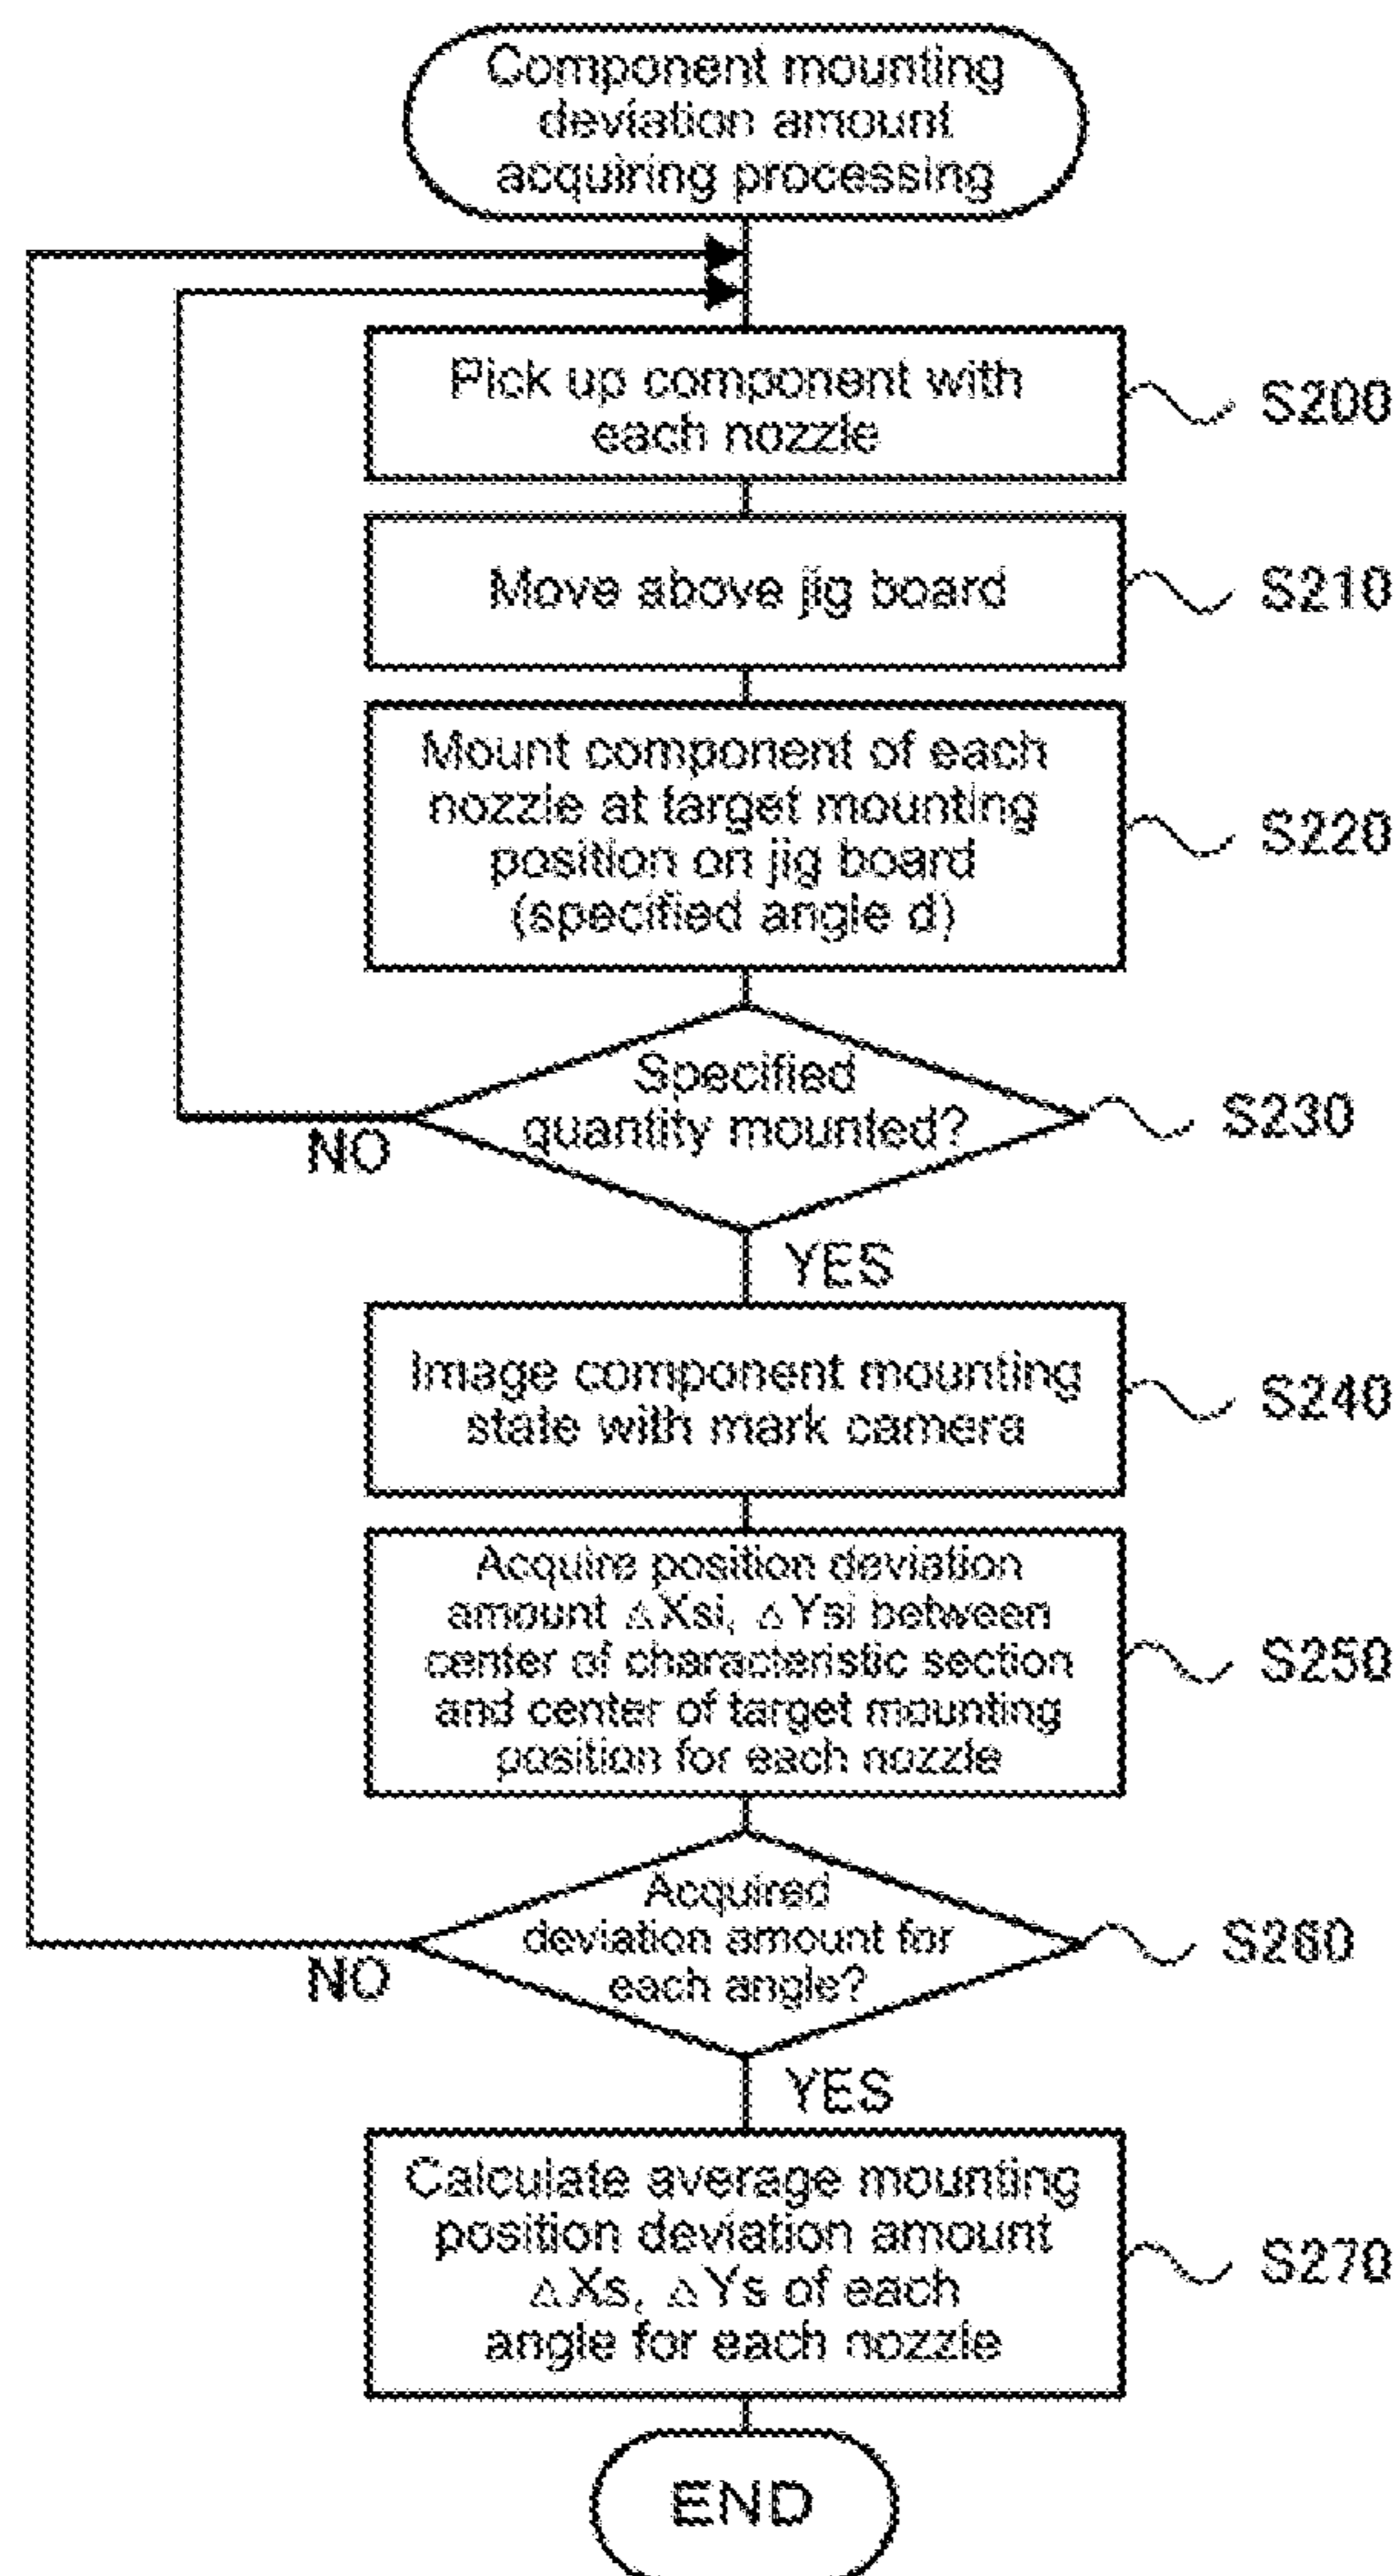 Component mounting
deviation amount
acquiring processing
Pick up component with
each nozzle
S200
Move above jig board
S210
Mount component of each
nozzle at target mounting
position on jig board
(specified angle d)
S220
Specified
quantity mounted?
S230
NO
YES
Image component mounting
state with mark camera
S240
Acquire position deviation
amount △Xsi, △Ysi between
center of characteristic section
and center of target mounting
position for each nozzle
S250
Acquired
deviation amount for
each angle?
S260
NO
YES
Calculate average mounting
position deviation amount
△Xs, △Ys of each
angle for each nozzle
S270
END